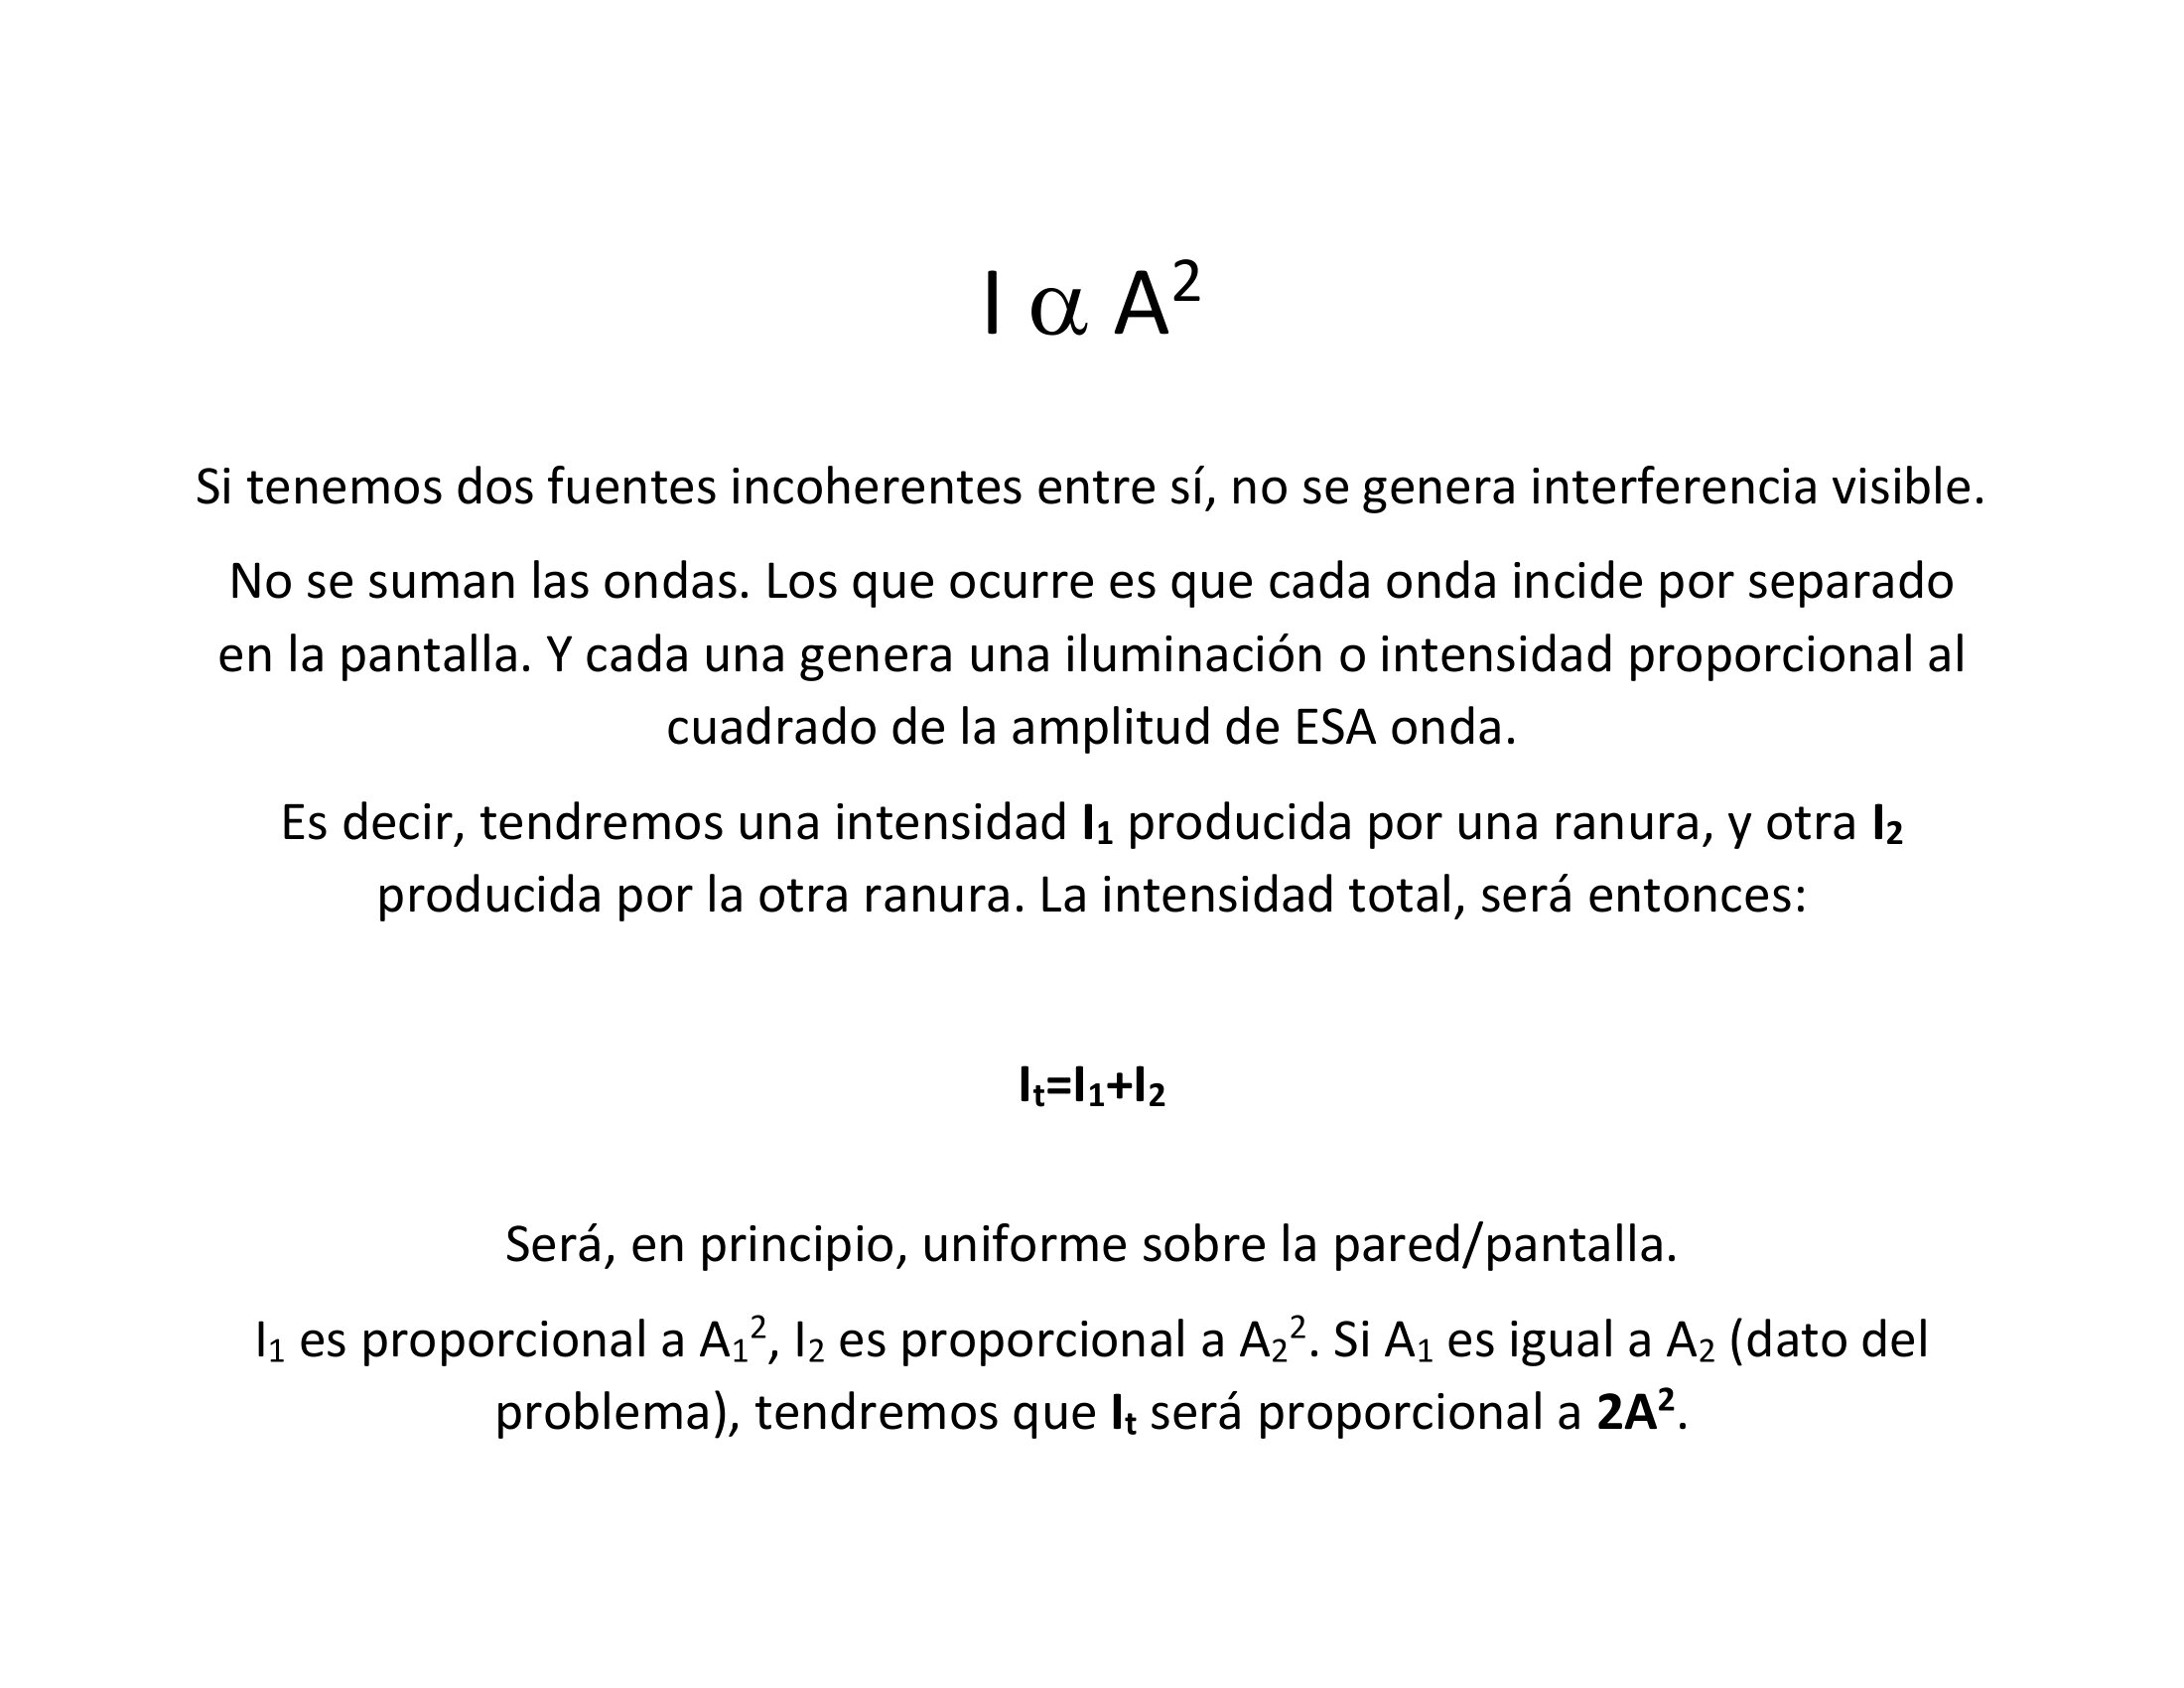 I α A²
Si tenemos dos fuentes incoherentes entre sí, no se genera interferencia visible.
No se suman las ondas. Los que ocurre es que cada onda incide por separado
en la pantalla. Y cada una genera una iluminación o intensidad proporcional al
cuadrado de la amplitud de ESA onda.
Es decir, tendremos una intensidad I₁ producida por una ranura, y otra I₂
producida por la otra ranura. La intensidad total, será entonces:
Iₜ=I₁+I₂
Será, en principio, uniforme sobre la pared/pantalla.
I₁ es proporcional a A₁², I₂ es proporcional a A₂². Si A₁ es igual a A₂ (dato del
problema), tendremos que Iₜ será proporcional a 2A².